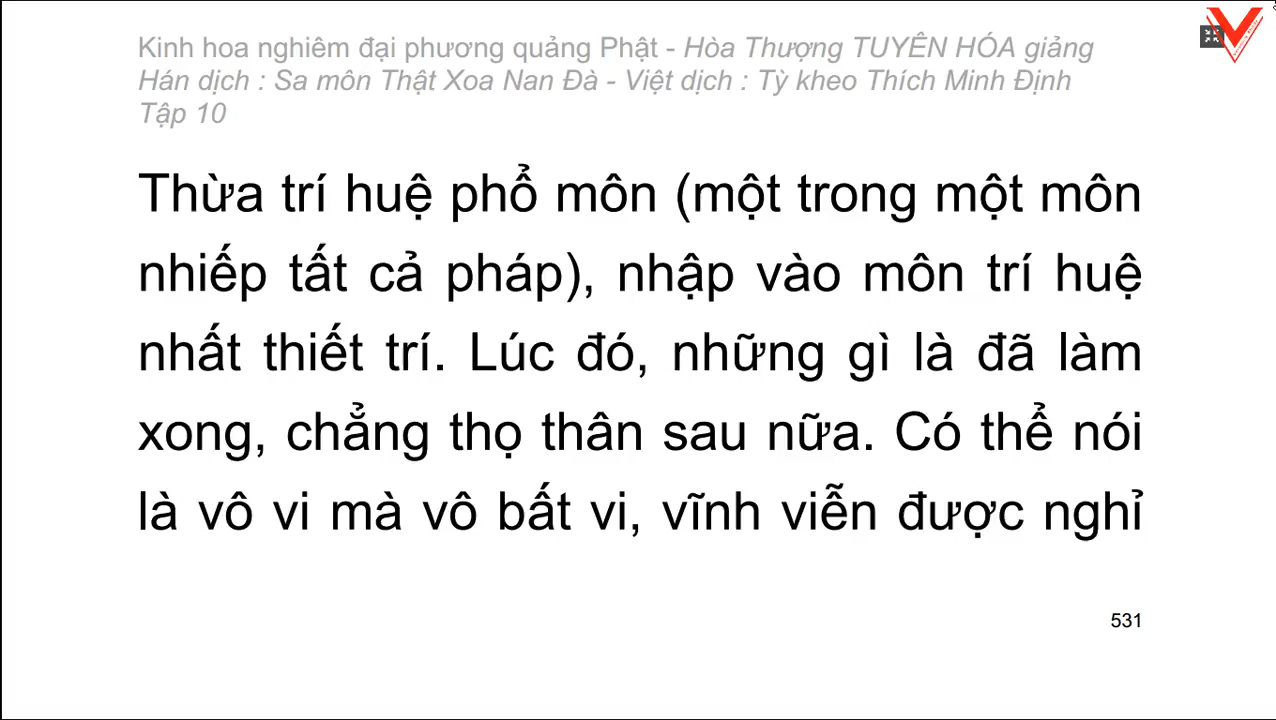 Kinh hoa nghiêm đại phương quảng Phật - Hòa Thượng TUYÊN HÓA giảng
Hán dịch : Sa môn Thật Xoa Nan Đà - Việt dịch : Tỳ kheo Thích Minh Định
Tập 10
Thừa trí huệ phổ môn (một trong một môn
nhiếp tất cả pháp), nhập vào môn trí huệ
nhất thiết trí. Lúc đó, những gì là đã làm
xong, chẳng thọ thân sau nữa. Có thể nói
là vô vi mà vô bất vi, vĩnh viễn được nghỉ
531